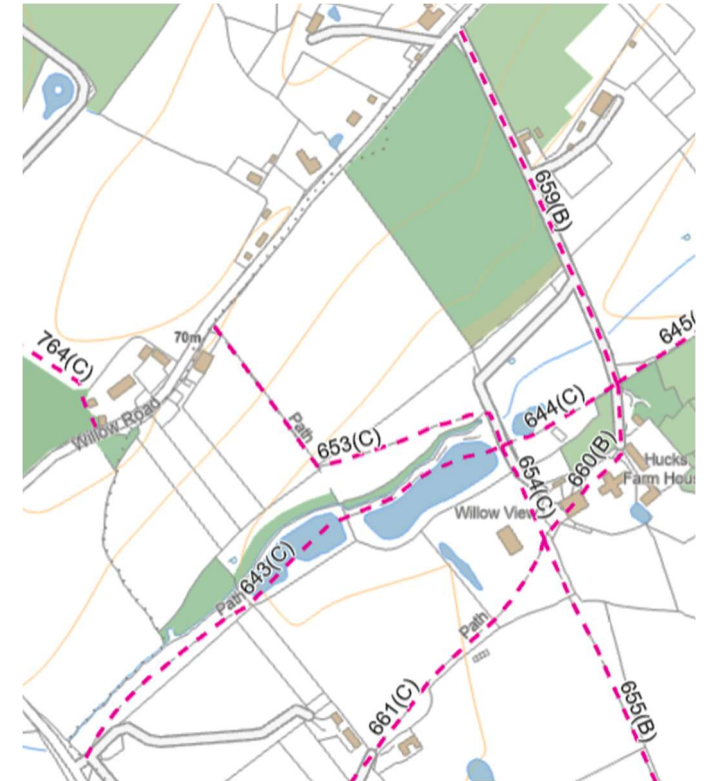 659(B)
645(
70m
764(C)
Willow Road
Path
653(C)
644(C)
654(C)
660(B)
Hucks
Farm Hou
Willow View
643(C)
Path
Path
661(C)
655(B)